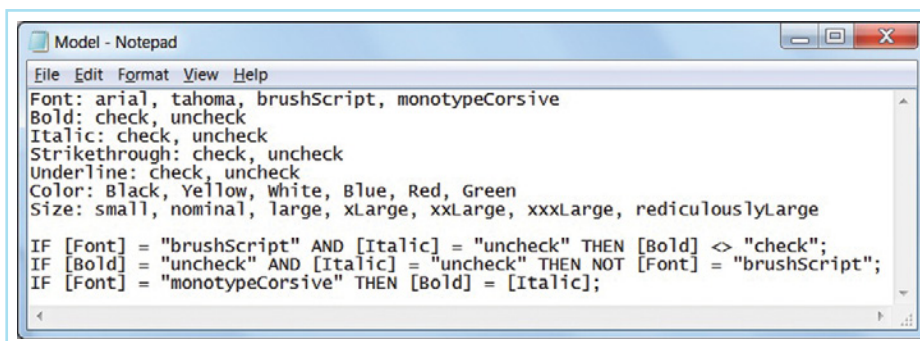 Model - Notepad
File Edit Format View Help
Font: arial, tahoma, brushScript, monotypeCorsive
Bold: check, uncheck
Italic: check, uncheck
Strikethrough: check, uncheck
Underline: check, uncheck
Color: Black, Yellow, White, Blue, Red, Green
Size: small, nominal, large, xLarge, xxLarge, xxxLarge, rediculouslyLarge
IF [Font] = "brushScript" AND [Italic] = "uncheck" THEN [Bold] <> "check";
IF [Bold] = "uncheck" AND [Italic] = "uncheck" THEN NOT [Font] = "brushScript";
IF [Font] = "monotypeCorsive" THEN [Bold] = [Italic];